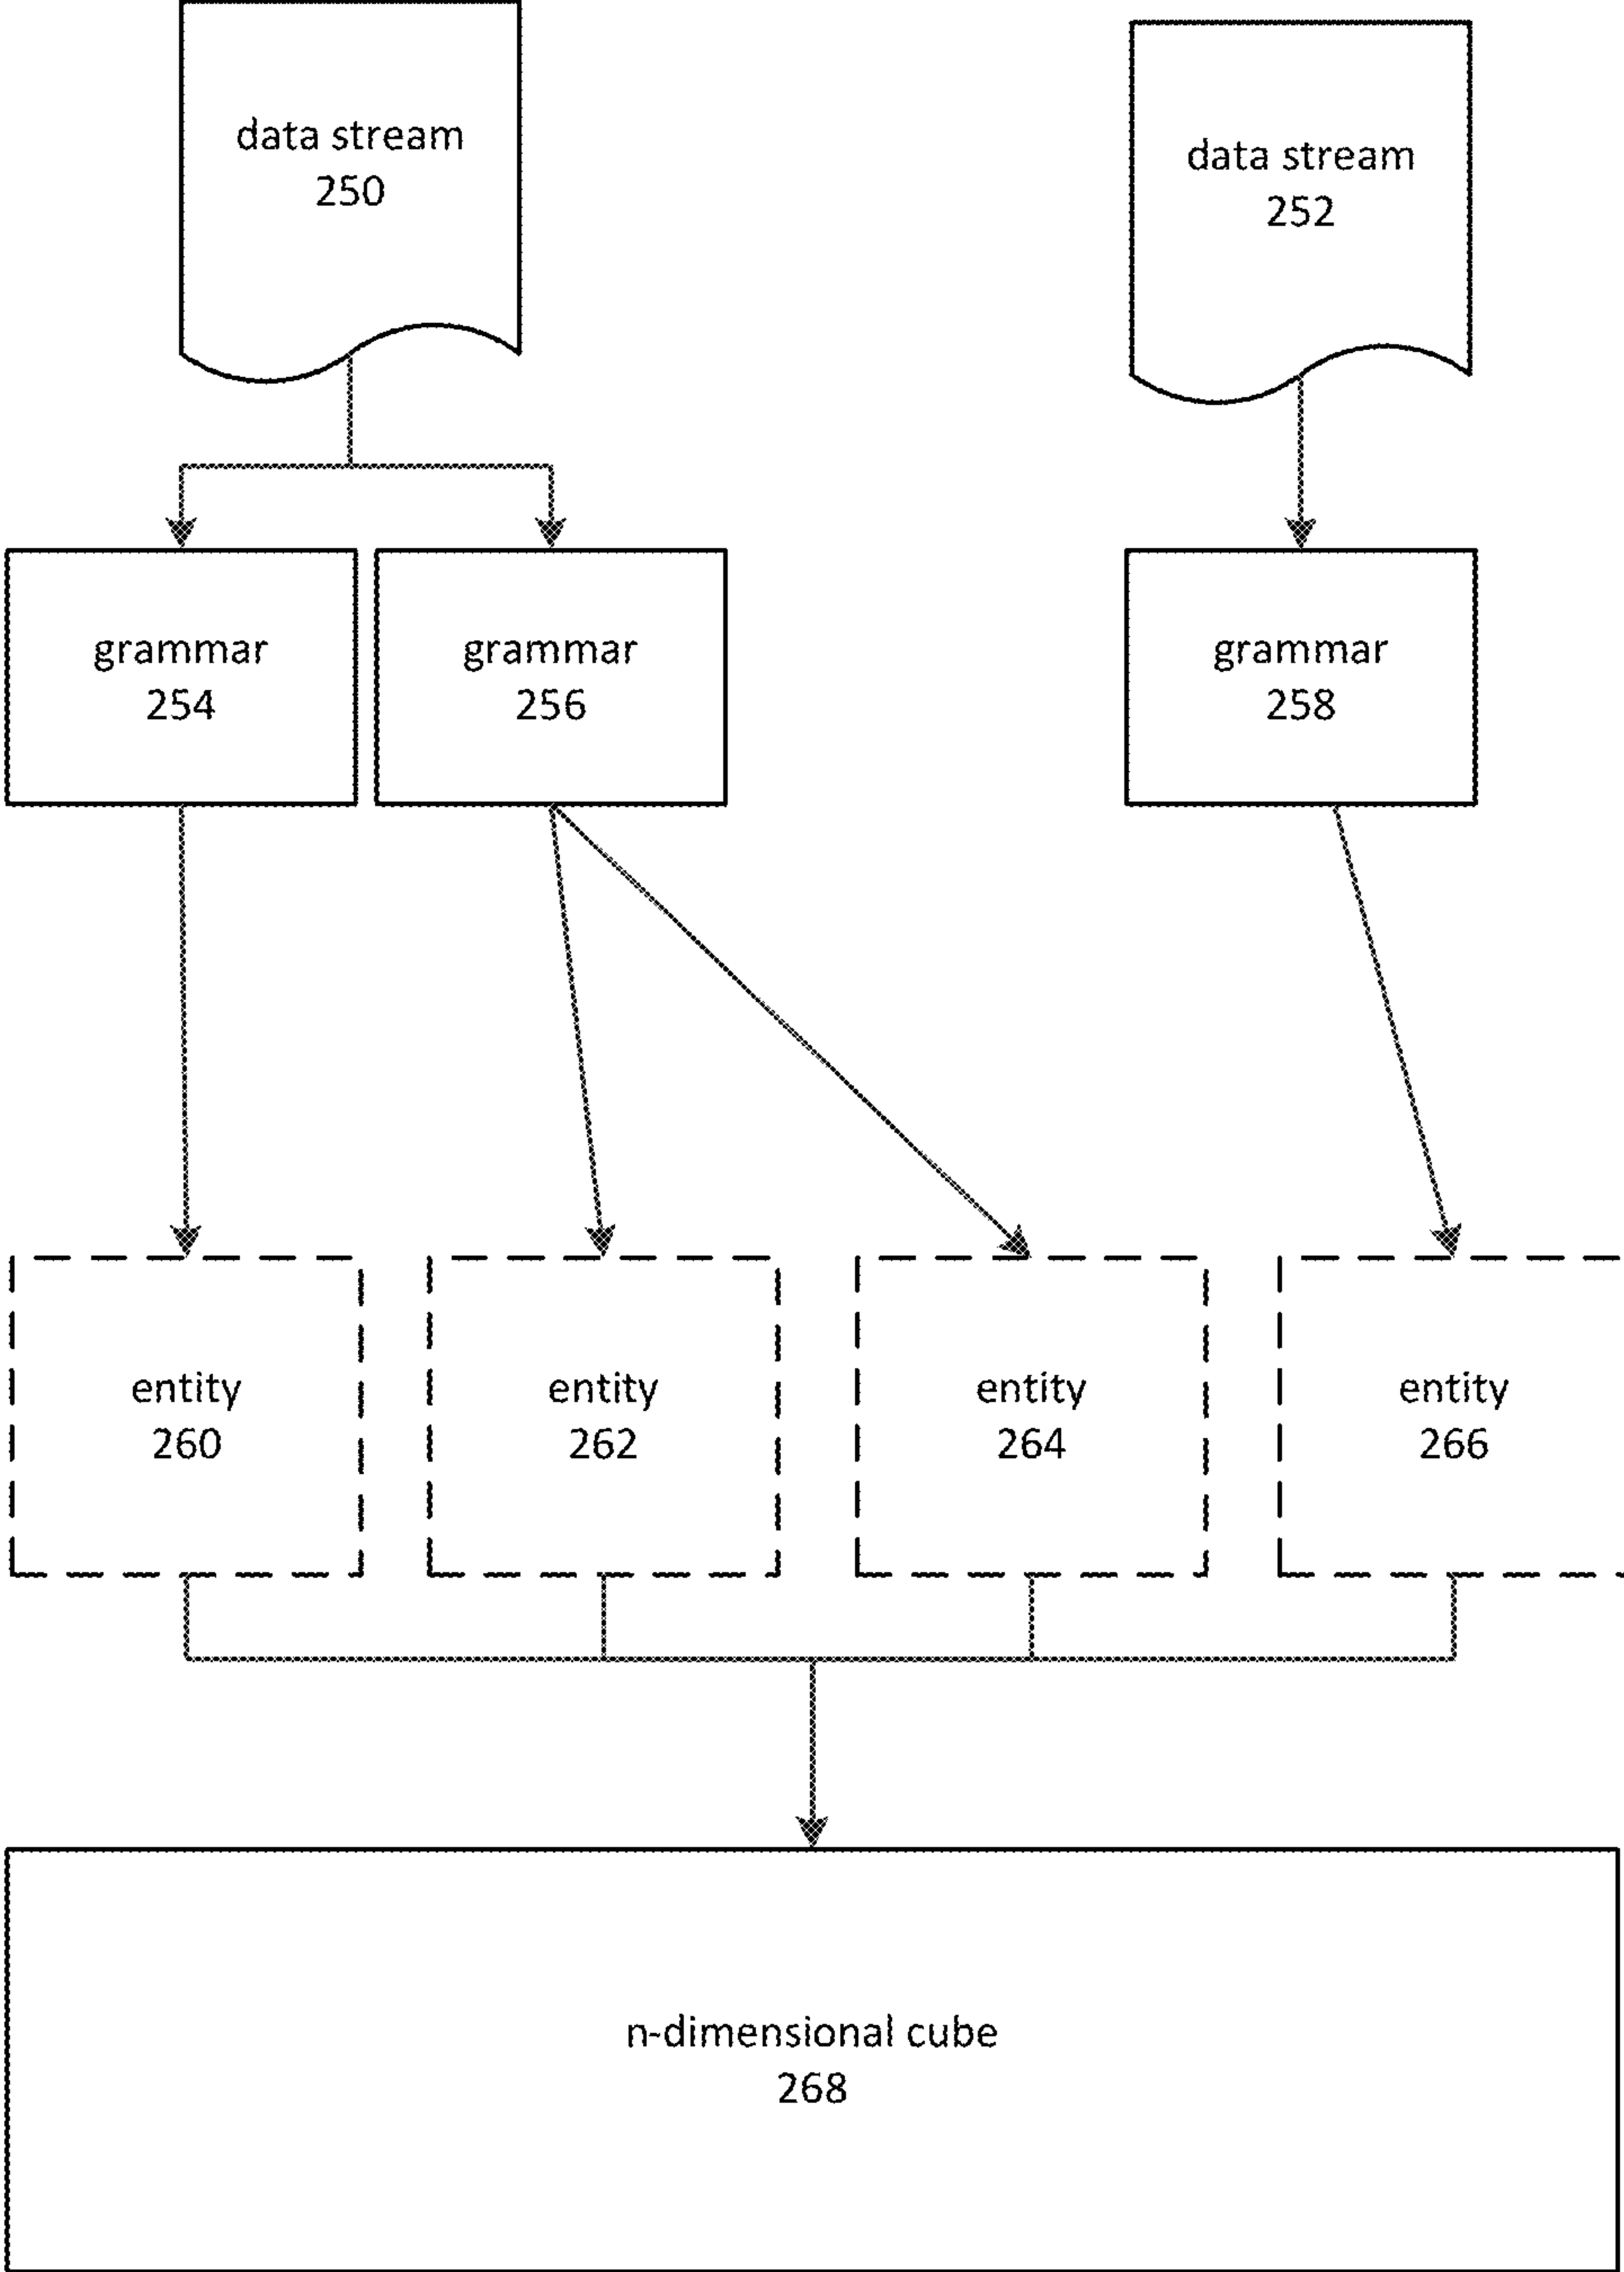 data stream
250
data stream
252
grammar
254
grammar
256
grammar
258
entity
260
entity
262
entity
264
entity
266
n-dimensional cube
268